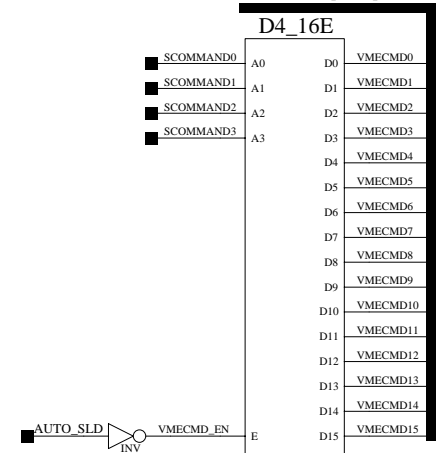 D4_16E
SCOMMAND0 A0 D0 VMECMD0
SCOMMAND1 A1 D1 VMECMD1
SCOMMAND2 A2 D2 VMECMD2
SCOMMAND3 A3 D3 VMECMD3
D4 VMECMD4
D5 VMECMD5
D6 VMECMD6
D7 VMECMD7
D8 VMECMD8
D9 VMECMD9
D10 VMECMD10
D11 VMECMD11
D12 VMECMD12
D13 VMECMD13
D14 VMECMD14
AUTO_SLD VMECMD_EN E D15 VMECMD15
INV